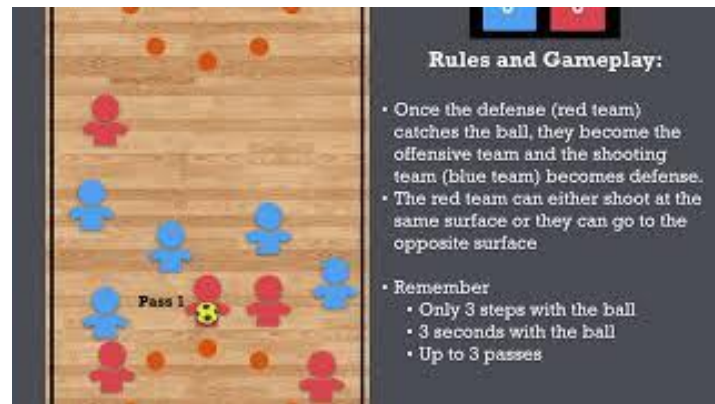 Rules and Gameplay:
• Once the defense (red team)
catches the ball, they become the
offensive team and the shooting
team (blue team) becomes defense.
• The red team can either shoot at the
same surface or they can go to the
opposite surface
• Remember
• Only 3 steps with the ball
• 3 seconds with the ball
• Up to 3 passes
Pass 1